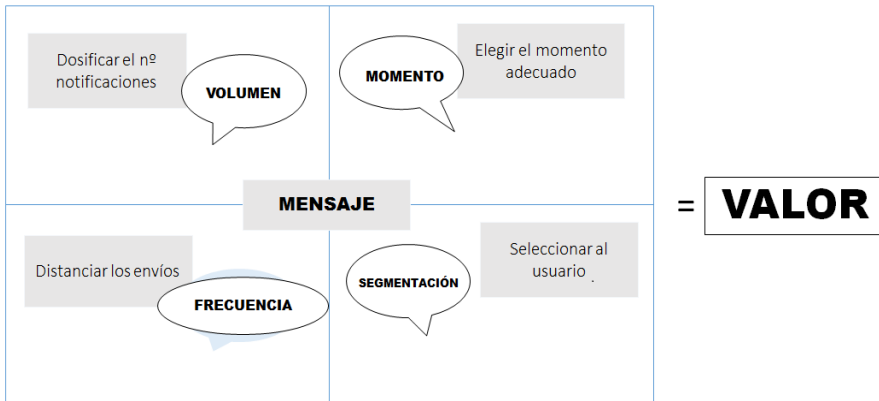 Dosificar el nº
notificaciones
VOLUMEN
MOMENTO
Elegir el momento
adecuado
MENSAJE
= VALOR
Distanciar los envíos
FRECUENCIA
SEGMENTACIÓN
Seleccionar al
usuario .